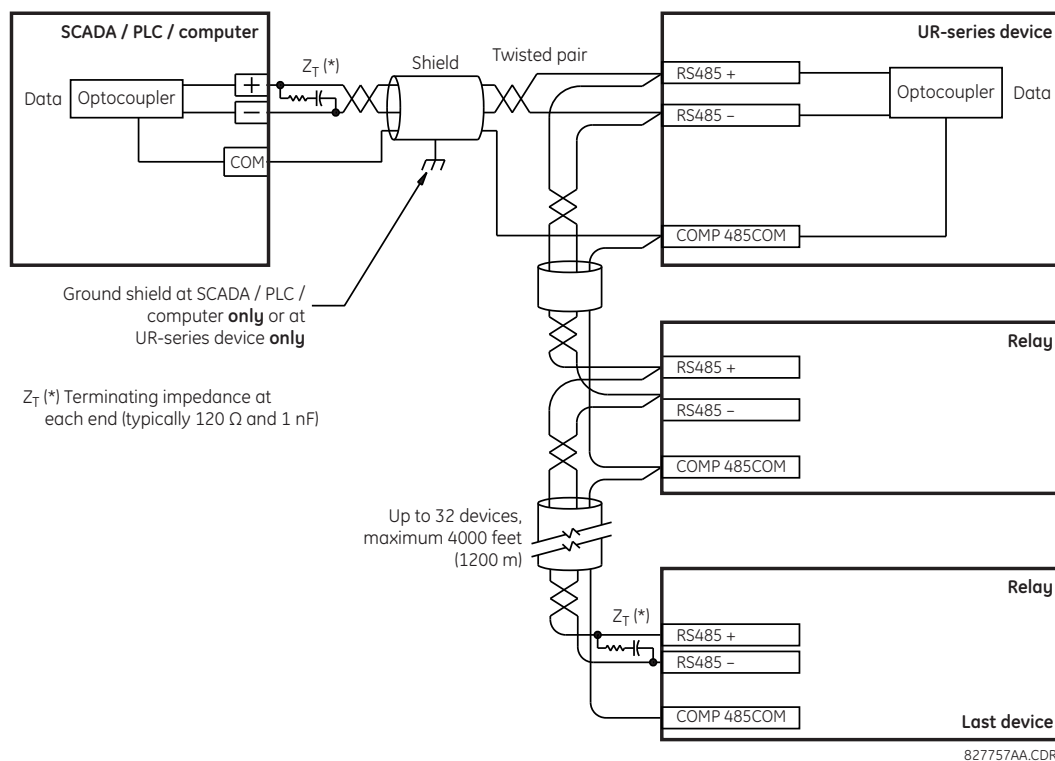 SCADA / PLC / computer
UR-series device
Z_T (*)
Shield
Twisted pair
Data
Optocoupler
+
−
COM
RS485 +
RS485 −
COMP 485COM
Optocoupler
Data
Ground shield at SCADA / PLC /
computer only or at
UR-series device only
Z_T (*) Terminating impedance at
each end (typically 120 Ω and 1 nF)
Relay
RS485 +
RS485 −
COMP 485COM
Up to 32 devices,
maximum 4000 feet
(1200 m)
Relay
Z_T (*)
RS485 +
RS485 −
COMP 485COM
Last device
827757AA.CDR